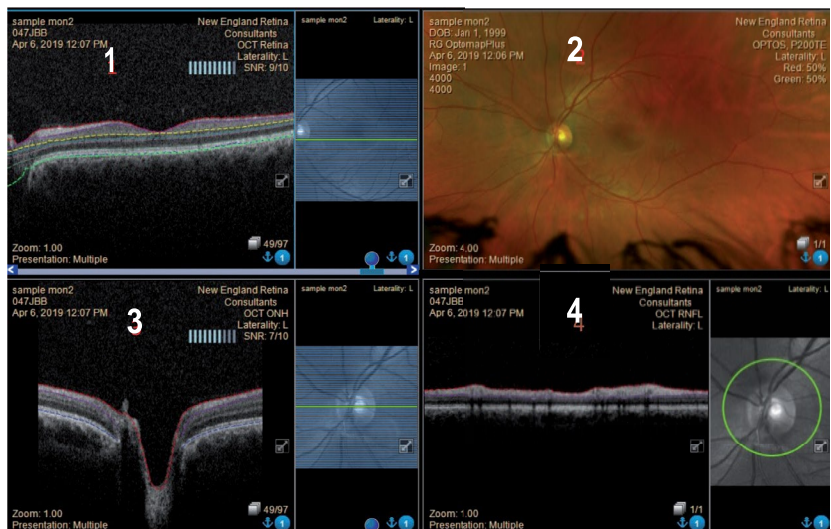 sample mon2
047JBB
Apr 6, 2019 12:07 PM
1
New England Retina
Consultants
OCT Retina
Laterality: L
SNR: 9/10
Zoom: 1.00
Presentation: Multiple
sample mon2
Laterality: L
49/97
1
1
sample mon2
DOB: Jan 1, 1999
RG OptomapPlus
Apr 6, 2019 12:06 PM
Image: 1
4000
4000
2
New England Retina
Consultants
OPTOS, P200TE
Laterality: L
Red: 50%
Green: 50%
Zoom: 4.00
Presentation: Multiple
1/1
1
sample mon2
047JBB
Apr 6, 2019 12:07 PM
3
New England Retina
Consultants
OCT ONH
Laterality: L
SNR: 7/10
Zoom: 1.00
Presentation: Multiple
sample mon2
Laterality: L
49/97
1
1
sample mon2
047JBB
Apr 6, 2019 12:07 PM
4
4
New England Retina
Consultants
OCT RNFL
Laterality: L
Zoom: 1.00
Presentation: Multiple
sample mon2
Laterality: L
1/1
1
1